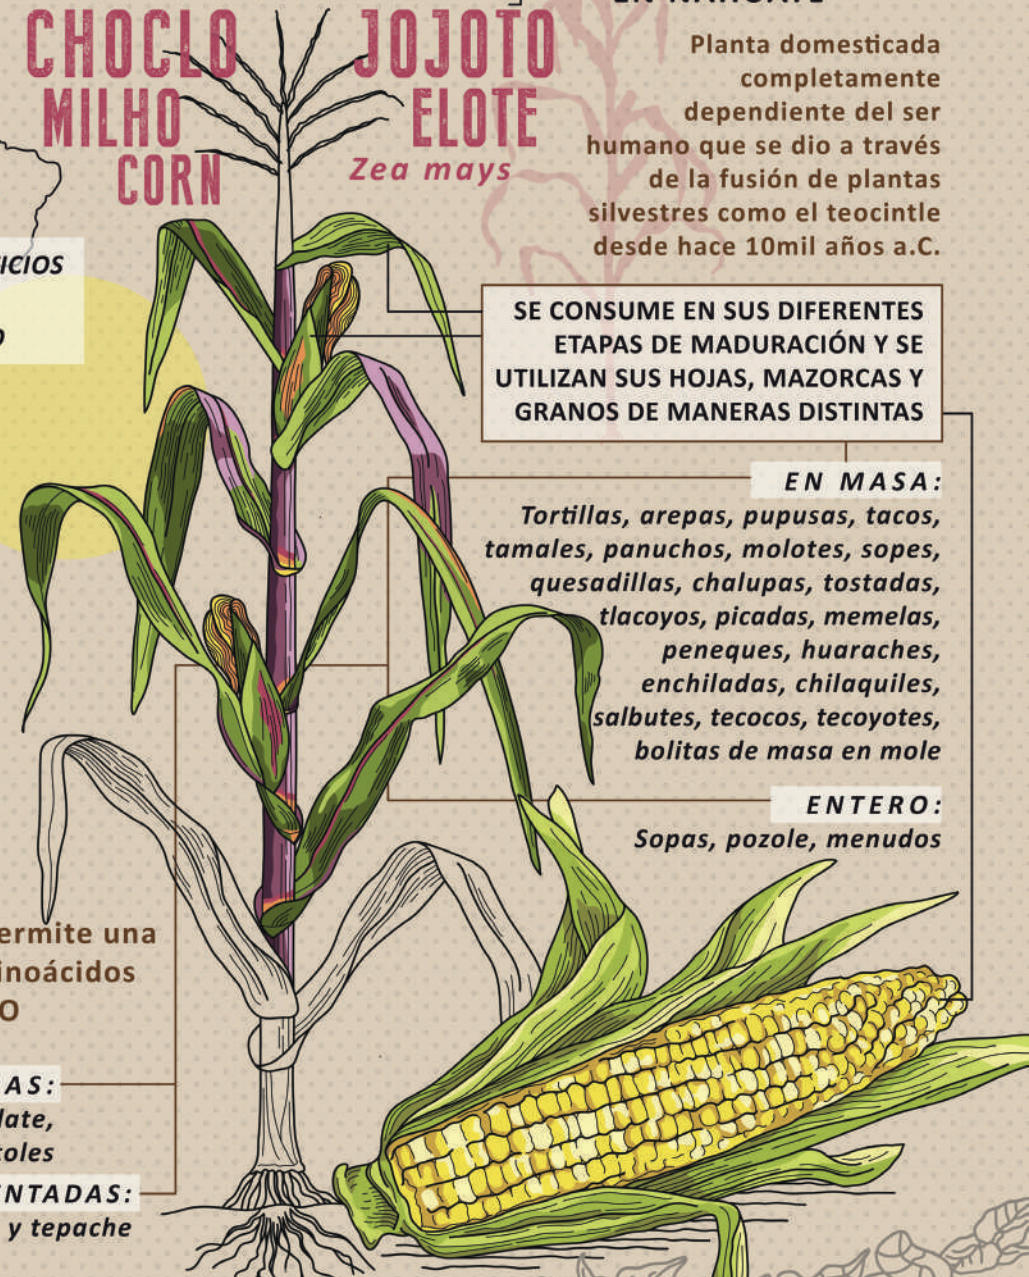 EN NÁHUATL
CHOCLO
MILHO
CORN
JOJOTO
ELOTE
Zea mays
Planta domesticada
completamente
dependiente del ser
humano que se dio a través
de la fusión de plantas
silvestres como el teocintle
desde hace 10mil años a.C.
SE CONSUME EN SUS DIFERENTES
ETAPAS DE MADURACIÓN Y SE
UTILIZAN SUS HOJAS, MAZORCAS Y
GRANOS DE MANERAS DISTINTAS
EN MASA:
Tortillas, arepas, pupusas, tacos,
tamales, panuchos, molotes, sopes,
quesadillas, chalupas, tostadas,
tlacoyos, picadas, memelas,
peneques, huaraches,
enchiladas, chilaquiles,
salbutes, tecocos, tecoyotes,
bolitas de masa en mole
ENTERO:
Sopas, pozole, menudos
ICIOS
ermite una
inoácidos
O
AS:
late,
toles
NTADAS:
y tepache